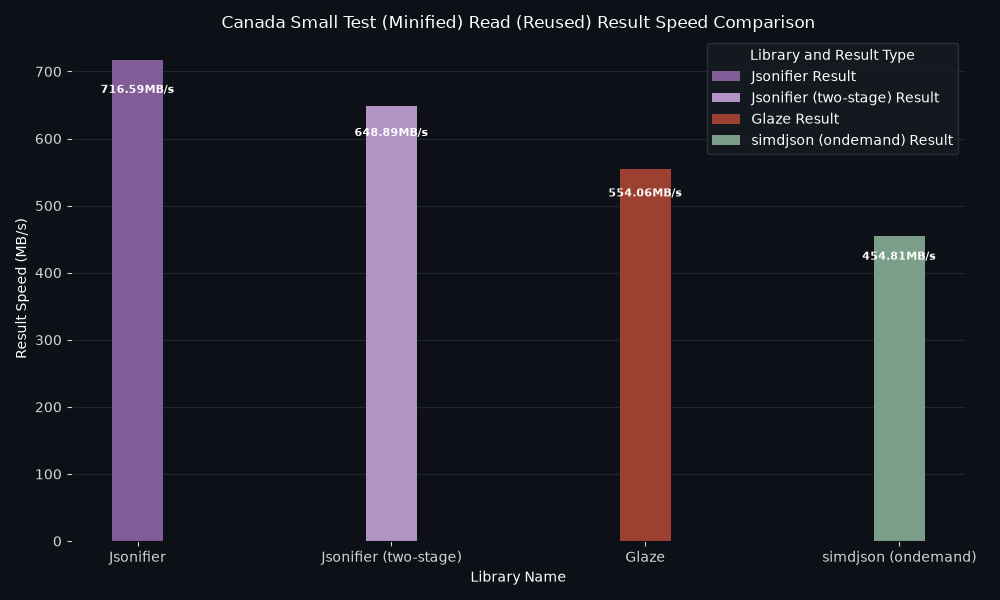 Canada Small Test (Minified) Read (Reused) Result Speed Comparison
Library and Result Type
Jsonifier Result
Jsonifier (two-stage) Result
Glaze Result
simdjson (ondemand) Result
716.59MB/s
648.89MB/s
554.06MB/s
454.81MB/s
Result Speed (MB/s)
700
600
500
400
300
200
100
0
Jsonifier
Jsonifier (two-stage)
Glaze
simdjson (ondemand)
Library Name